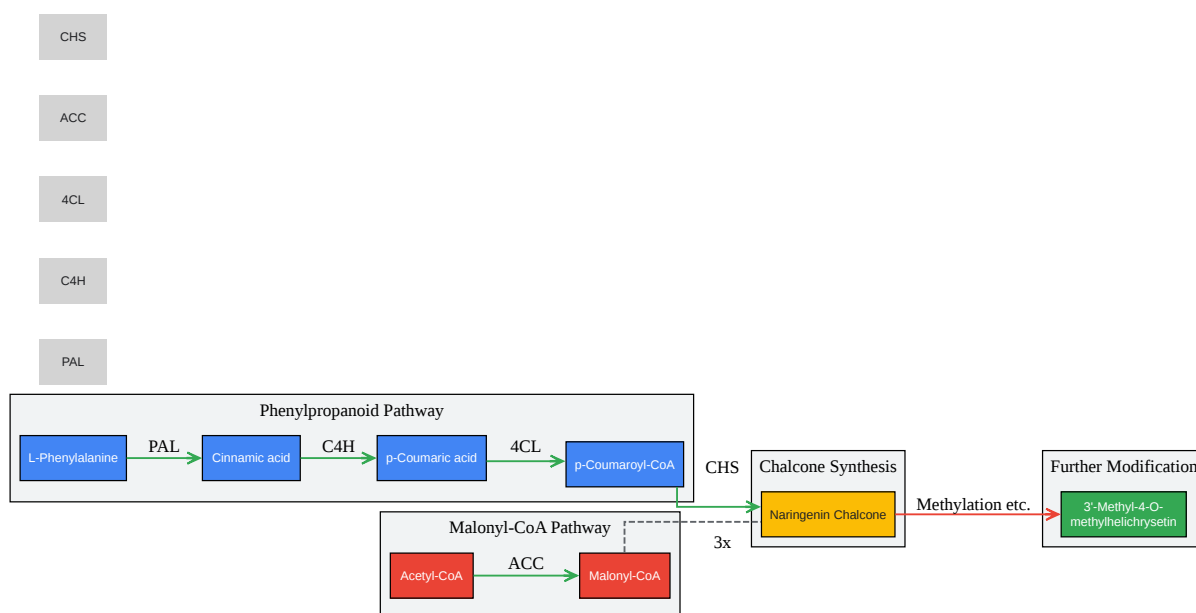 CHS
ACC
4CL
C4H
PAL
Phenylpropanoid Pathway
L-Phenylalanine
PAL
Cinnamic acid
C4H
p-Coumaric acid
4CL
p-Coumaroyl-CoA
CHS
Chalcone Synthesis
Naringenin Chalcone
Methylation etc.
Further Modification
3'-Methyl-4-O-
methylhelichrysetin
Malonyl-CoA Pathway
Acetyl-CoA
ACC
Malonyl-CoA
3x